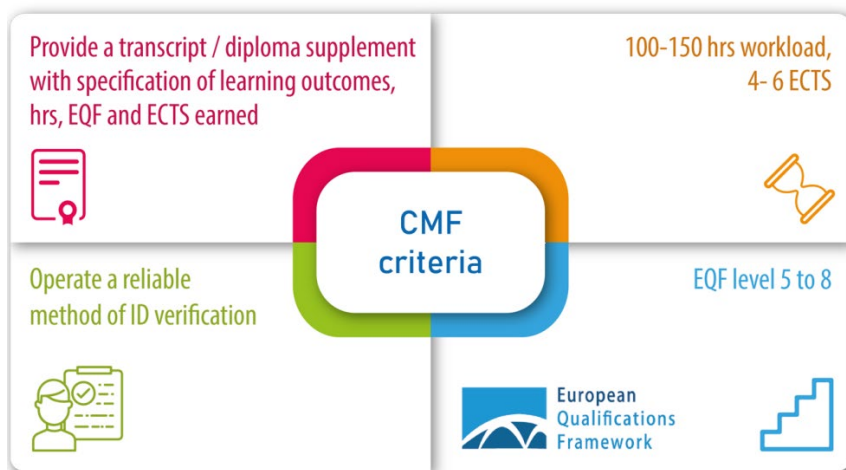 Provide a transcript / diploma supplement
with specification of learning outcomes,
hrs, EQF and ECTS earned
100-150 hrs workload,
4- 6 ECTS
CMF
criteria
Operate a reliable
method of ID verification
EQF level 5 to 8
European
Qualifications
Framework